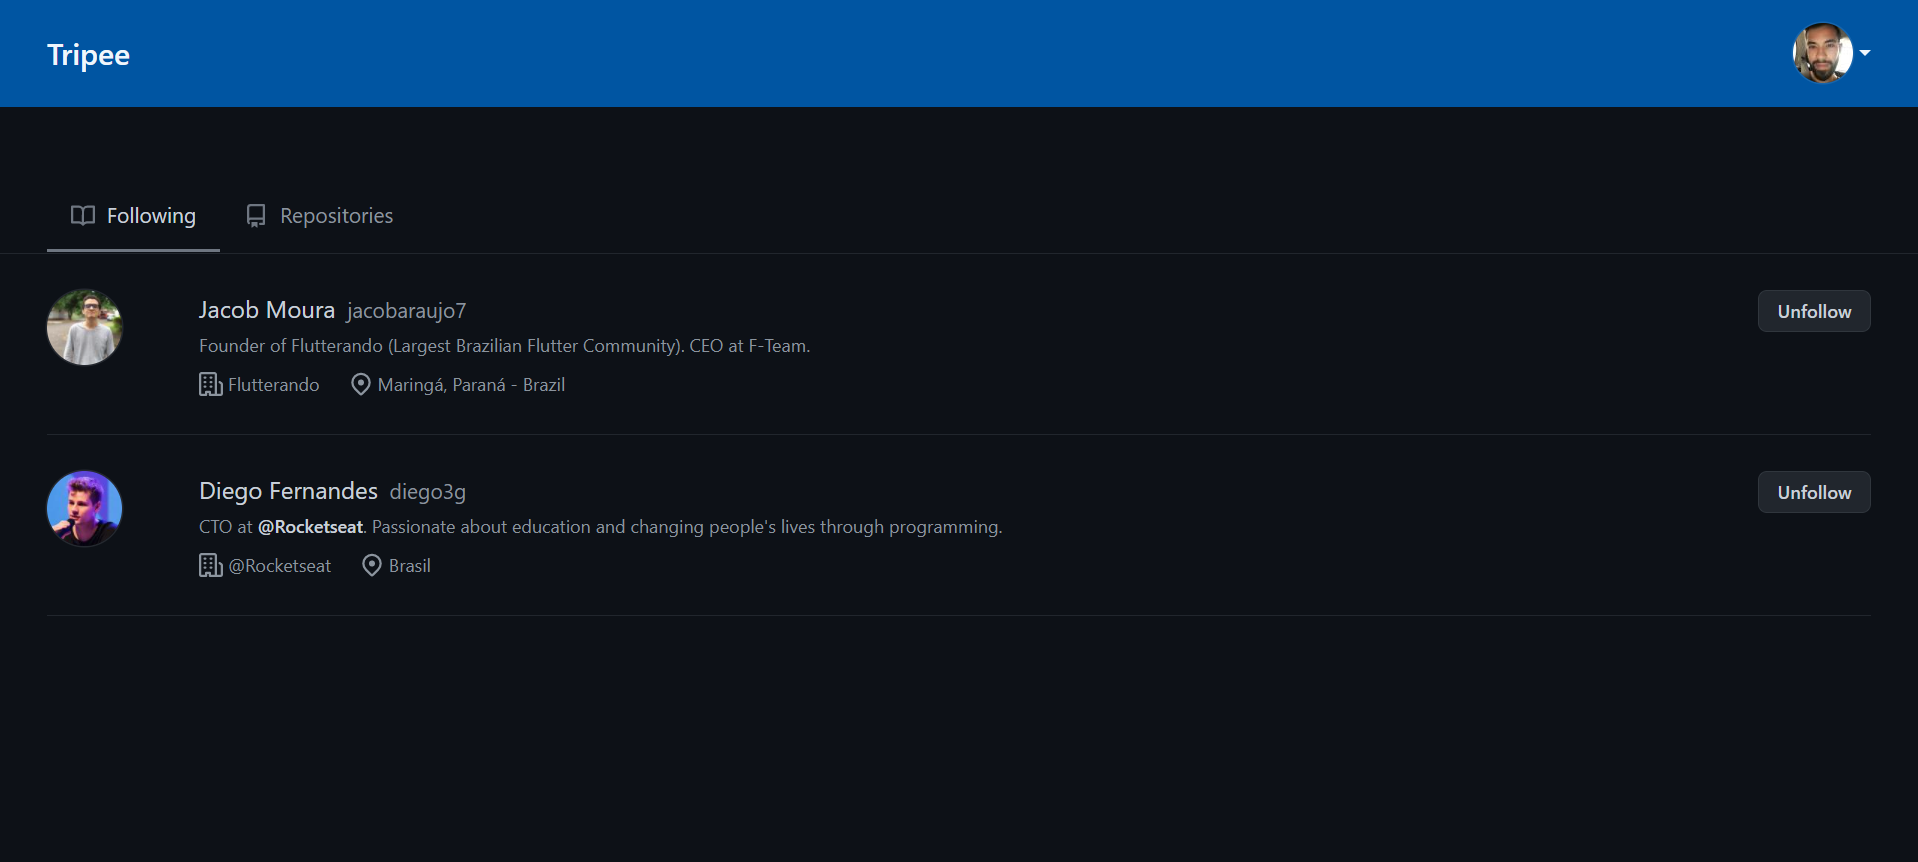 Tripee
Following Repositories
Jacob Moura jacobaraujo7
Unfollow
Founder of Flutterando (Largest Brazilian Flutter Community). CEO at F-Team.
Flutterando Maringá, Paraná - Brazil
Diego Fernandes diego3g
Unfollow
CTO at @Rocketseat. Passionate about education and changing people's lives through programming.
@Rocketseat Brasil